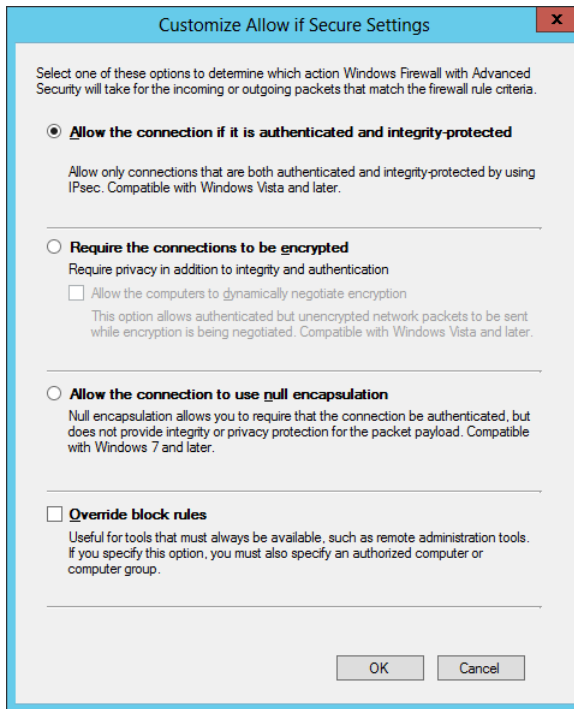 Customize Allow if Secure Settings
x
Select one of these options to determine which action Windows Firewall with Advanced
Security will take for the incoming or outgoing packets that match the firewall rule criteria.
Allow the connection if it is authenticated and integrity-protected
Allow only connections that are both authenticated and integrity-protected by using
IPsec. Compatible with Windows Vista and later.
Require the connections to be encrypted
Require privacy in addition to integrity and authentication
Allow the computers to dynamically negotiate encryption
This option allows authenticated but unencrypted network packets to be sent
while encryption is being negotiated. Compatible with Windows Vista and later.
Allow the connection to use null encapsulation
Null encapsulation allows you to require that the connection be authenticated, but
does not provide integrity or privacy protection for the packet payload. Compatible
with Windows 7 and later.
Override block rules
Useful for tools that must always be available, such as remote administration tools.
If you specify this option, you must also specify an authorized computer or
computer group.
OK Cancel